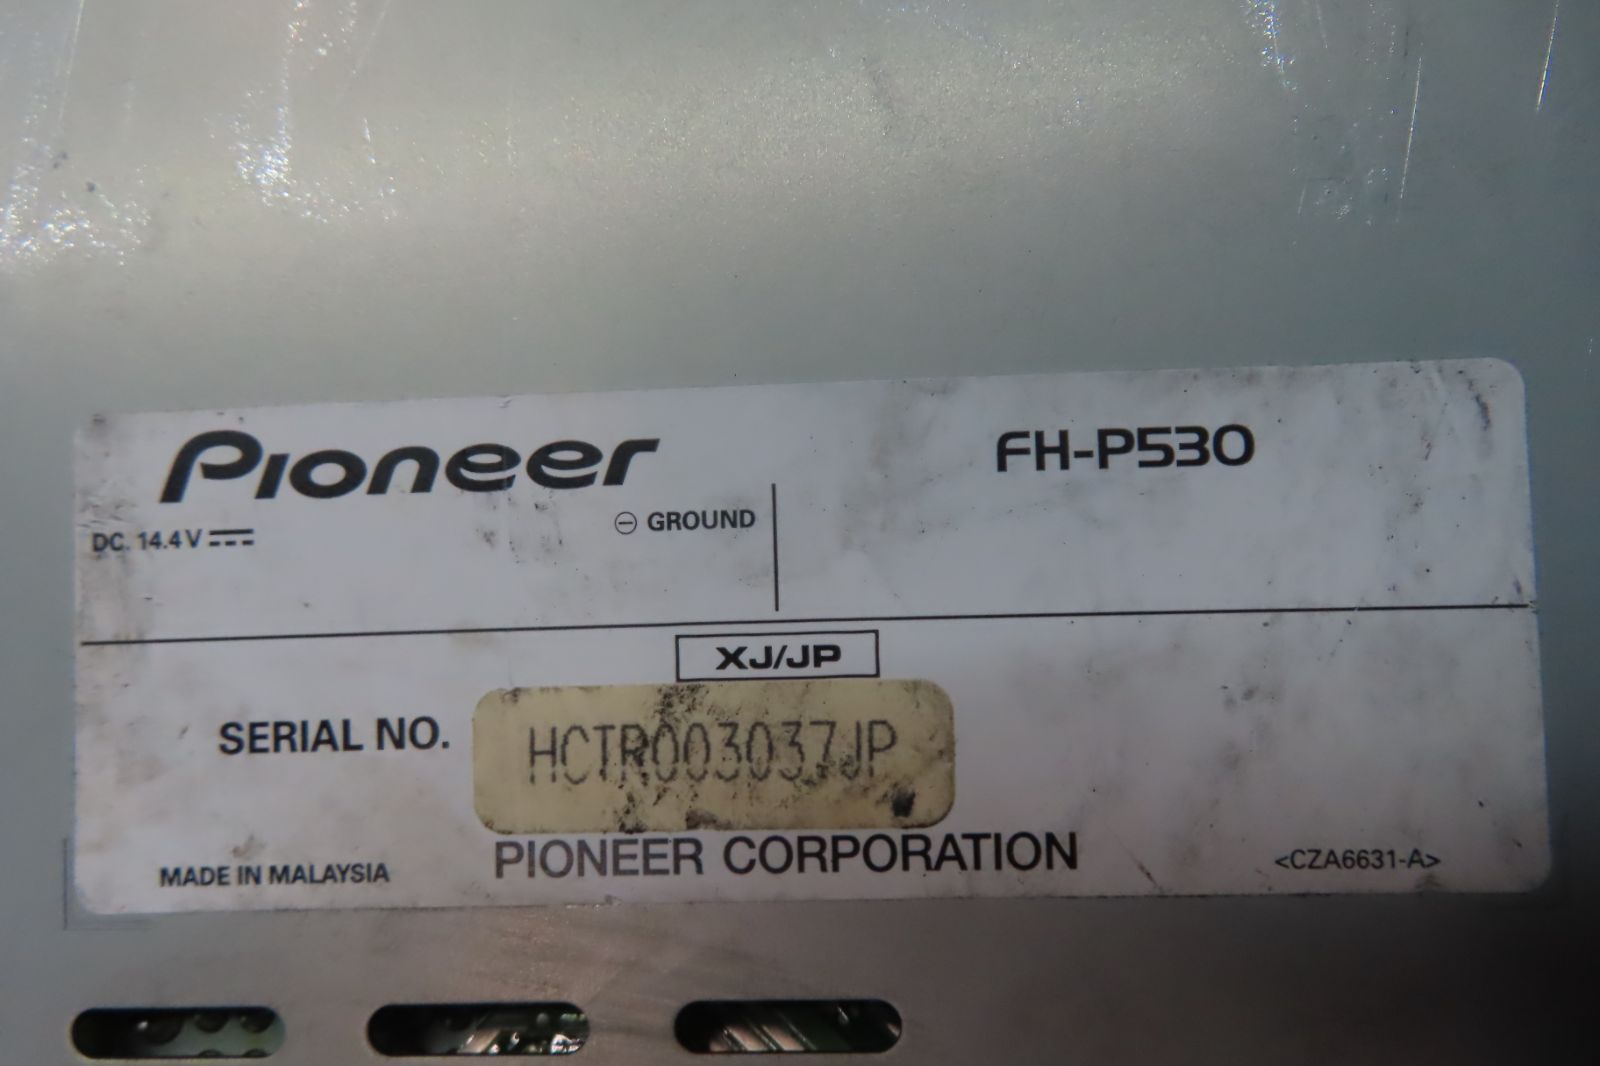 Pioneer
FH-P530
DC. 14.4V
⊖ GROUND
XJ/JP
SERIAL NO.
HCTR003037JP
MADE IN MALAYSIA
PIONEER CORPORATION
<CZA6631-A>